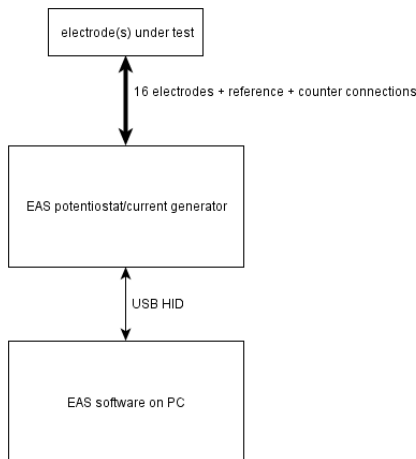 electrode(s) under test
16 electrodes + reference + counter connections
EAS potentiostat/current generator
USB HID
EAS software on PC